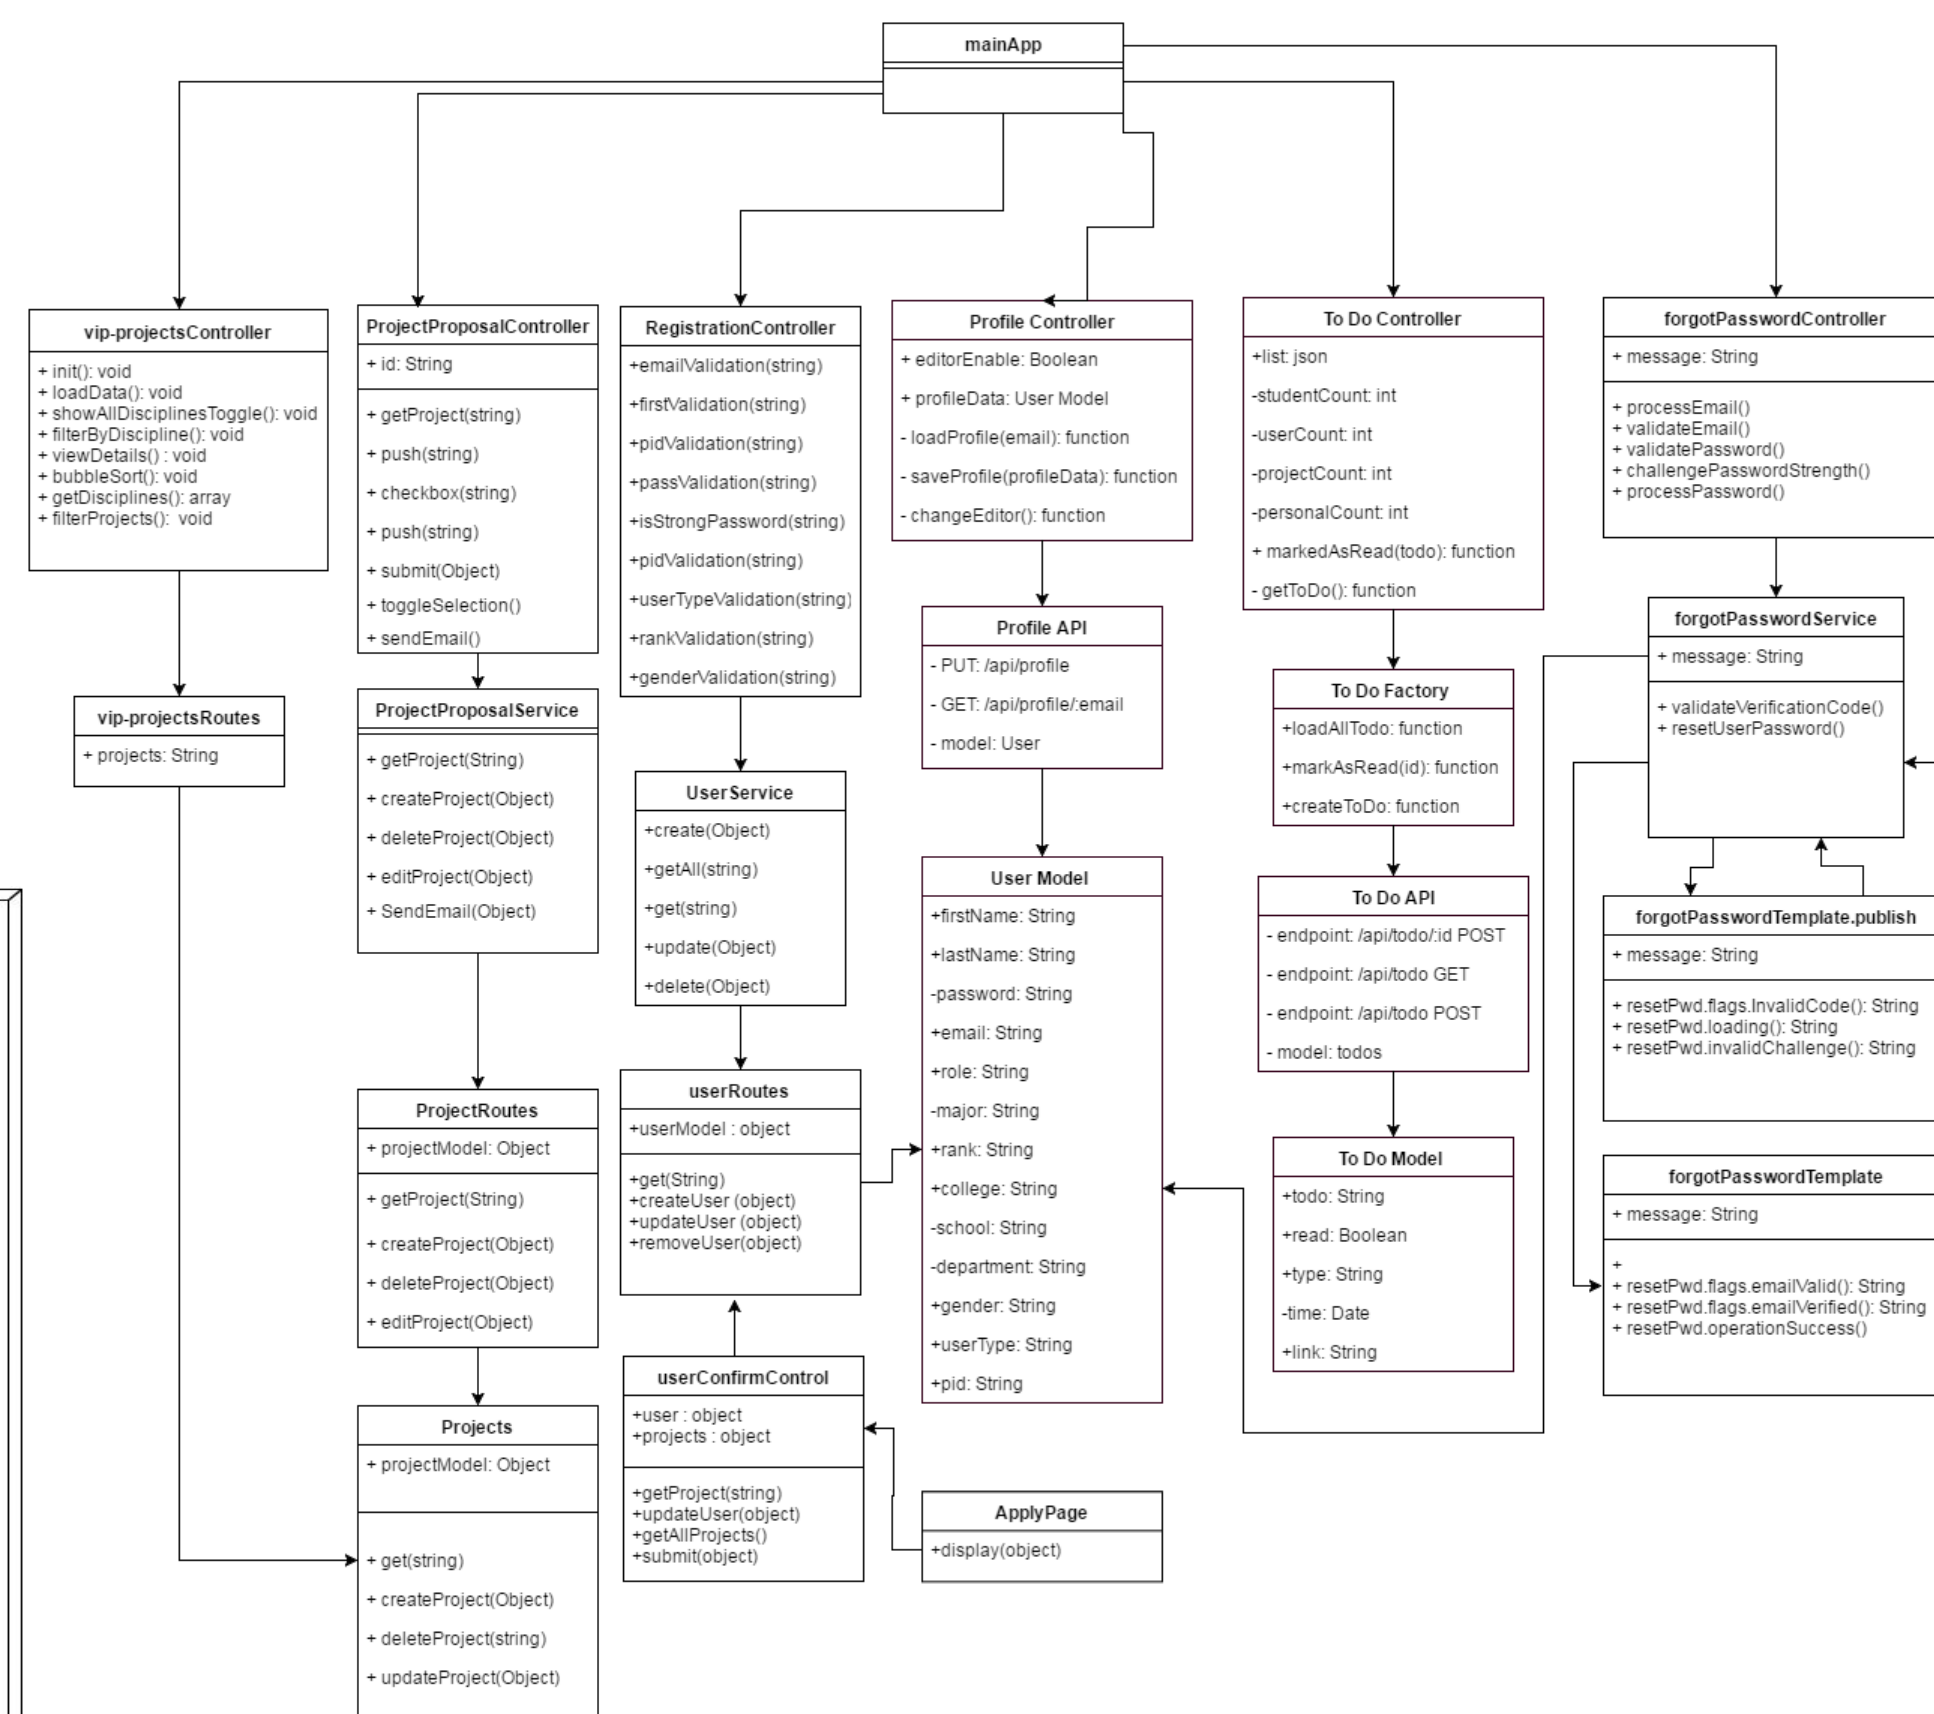 mainApp
vip-projectsController
+ init(): void
+ loadData(): void
+ showAllDisciplinesToggle(): void
+ filterByDiscipline(): void
+ viewDetails() : void
+ bubbleSort(): void
+ getDisciplines(): array
+ filterProjects():  void
vip-projectsRoutes
+ projects: String
ProjectProposalController
+ id: String
+ getProject(string)
+ push(string)
+ checkbox(string)
+ push(string)
+ submit(Object)
+ toggleSelection()
+ sendEmail()
ProjectProposalService
+ getProject(String)
+ createProject(Object)
+ deleteProject(Object)
+ editProject(Object)
+ SendEmail(Object)
ProjectRoutes
+ projectModel: Object
+ getProject(String)
+ createProject(Object)
+ deleteProject(Object)
+ editProject(Object)
Projects
+ projectModel: Object
+ get(string)
+ createProject(Object)
+ deleteProject(string)
+ updateProject(Object)
RegistrationController
+emailValidation(string)
+firstValidation(string)
+pidValidation(string)
+passValidation(string)
+isStrongPassword(string)
+pidValidation(string)
+userTypeValidation(string)
+rankValidation(string)
+genderValidation(string)
UserService
+create(Object)
+getAll(string)
+get(string)
+update(Object)
+delete(Object)
userRoutes
+userModel : object
+get(String)
+createUser (object)
+updateUser (object)
+removeUser(object)
userConfirmControl
+user : object
+projects : object
+getProject(string)
+updateUser(object)
+getAllProjects()
+submit(object)
Profile Controller
+ editorEnable: Boolean
+ profileData: User Model
- loadProfile(email): function
- saveProfile(profileData): function
- changeEditor(): function
Profile API
- PUT: /api/profile
- GET: /api/profile/:email
- model: User
User Model
+firstName: String
+lastName: String
-password: String
+email: String
+role: String
-major: String
+rank: String
+college: String
-school: String
-department: String
+gender: String
+userType: String
+pid: String
ApplyPage
+display(object)
To Do Controller
+list: json
-studentCount: int
-userCount: int
-projectCount: int
-personalCount: int
+ markedAsRead(todo): function
- getToDo(): function
To Do Factory
+loadAllTodo: function
+markAsRead(id): function
+createToDo: function
To Do API
- endpoint: /api/todo/:id POST
- endpoint: /api/todo GET
- endpoint: /api/todo POST
- model: todos
To Do Model
+todo: String
+read: Boolean
+type: String
-time: Date
+link: String
forgotPasswordController
+ message: String
+ processEmail()
+ validateEmail()
+ validatePassword()
+ challengePasswordStrength()
+ processPassword()
forgotPasswordService
+ message: String
+ validateVerificationCode()
+ resetUserPassword()
forgotPasswordTemplate.publish
+ message: String
+ resetPwd.flags.InvalidCode(): String
+ resetPwd.loading(): String
+ resetPwd.invalidChallenge(): String
forgotPasswordTemplate
+ message: String
+
+ resetPwd.flags.emailValid(): String
+ resetPwd.flags.emailVerified(): String
+ resetPwd.operationSuccess()